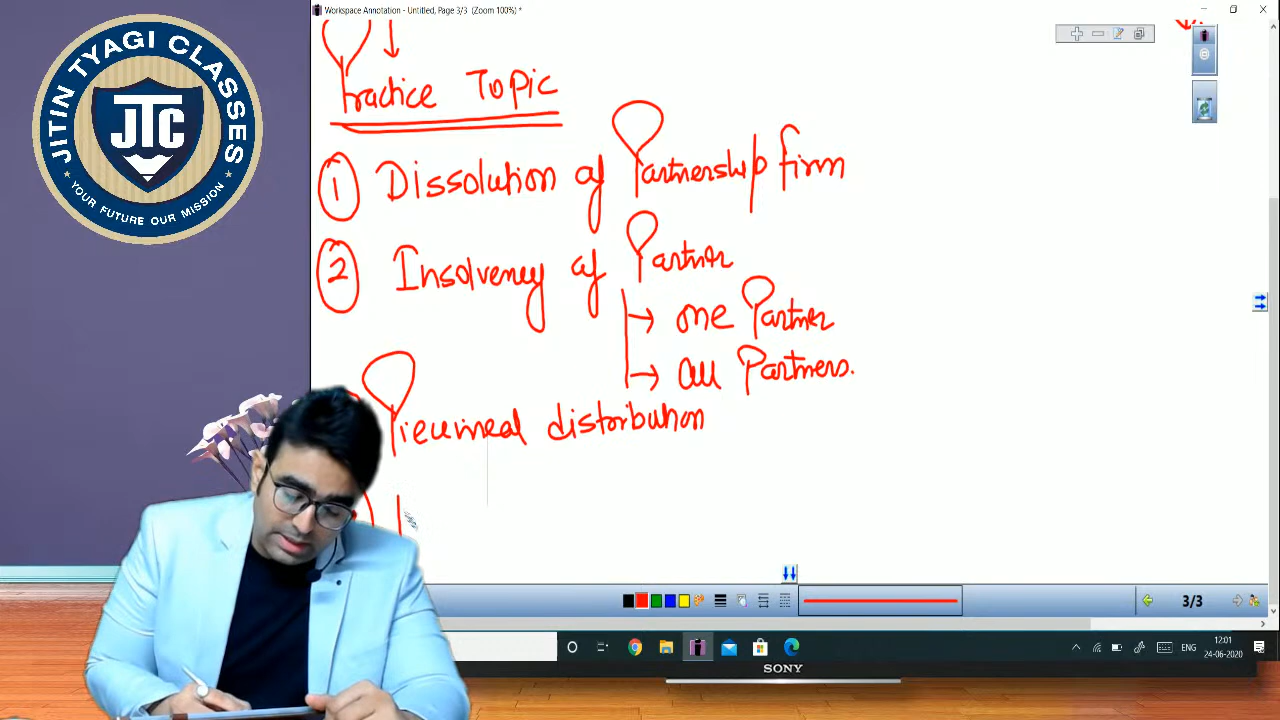 Workspace Annotation - Untitled, Page 3/3 (Zoom 100%) *
JITIN TYAGI CLASSES
JTC
YOUR FUTURE OUR MISSION
Practice Topic
1 Dissolution of Partnership firm
2 Insolvency of Partner
→ one Partner
→ all Partners.
Piecemeal distribution
3/3
ENG
12:01
24-06-2020
SONY